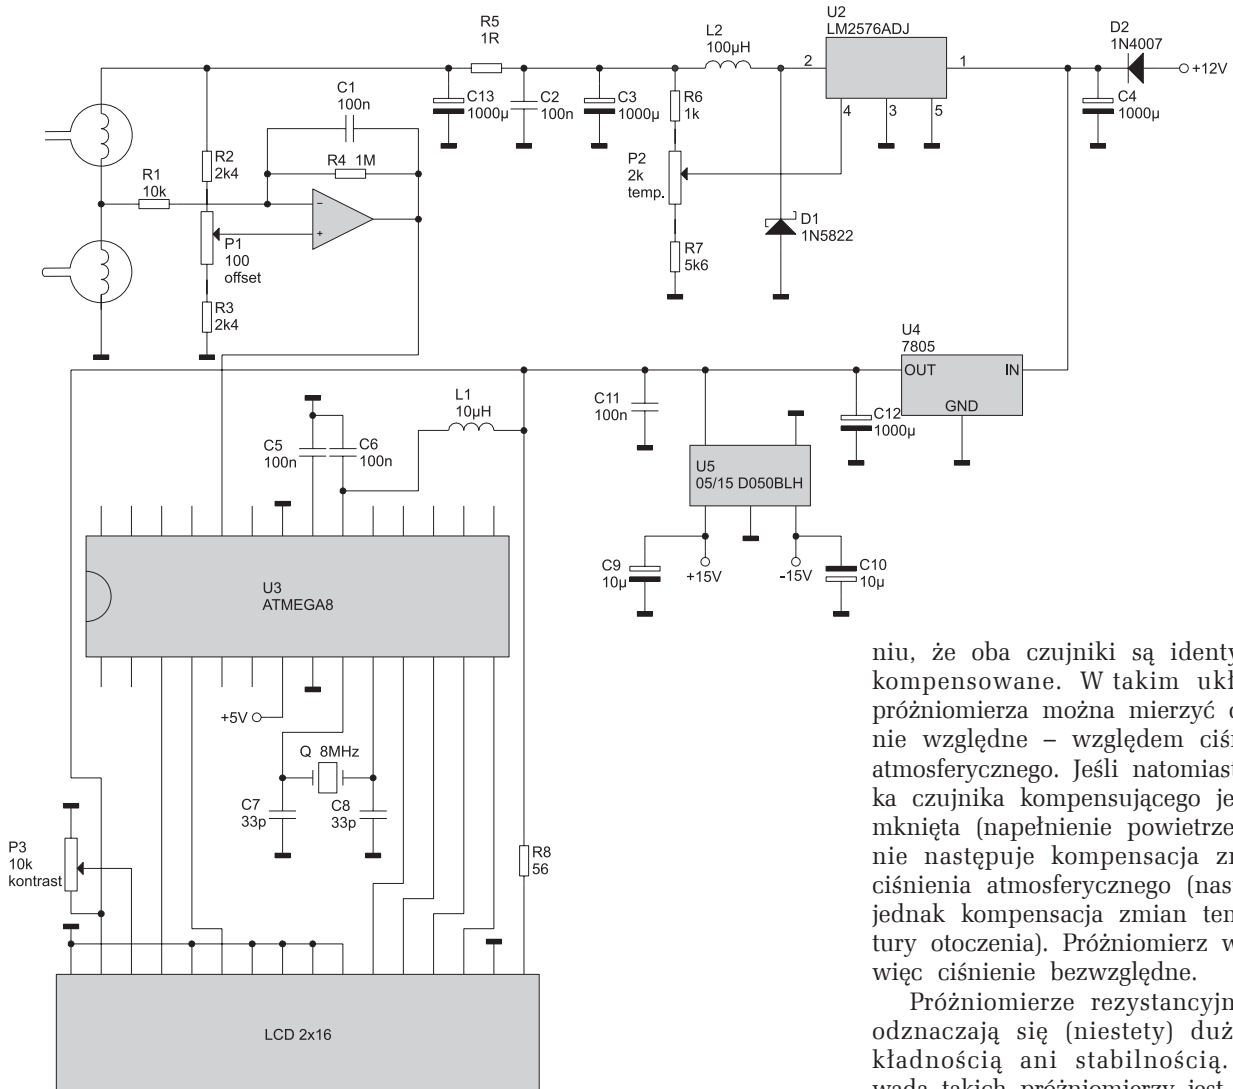 R5
1R
U2
LM2576ADJ
L2
100µH
D2
1N4007
+12V
2
1
4
3
5
C1
100n
C13
1000µ
C2
100n
C3
1000µ
R6
1k
C4
1000µ
R2
2k4
R4 1M
R1
10k
P2
2k
temp.
–
+
P1
100
offset
D1
1N5822
R7
5k6
R3
2k4
U4
7805
OUT
IN
GND
L1
10µH
C11
100n
C12
1000µ
C5
100n
C6
100n
U5
05/15 D050BLH
C9
10µ
+15V
-15V
C10
10µ
U3
ATMEGA8
+5V
Q 8MHz
C7
33p
C8
33p
P3
10k
kontrast
R8
56
LCD 2x16
niu, że oba czujniki są identy
kompensowane. W takim ukł
próżniomierza można mierzyć c
nie względne – względem ciśn
atmosferycznego. Jeśli natomiast
ka czujnika kompensującego je
mknięta (napełnienie powietrze
nie następuje kompensacja zm
ciśnienia atmosferycznego (nast
jednak kompensacja zmian tem
tury otoczenia). Próżniomierz w
więc ciśnienie bezwzględne.
Próżniomierze rezystancyjn
odznaczają się (niestety) duż
kładnością ani stabilnością.
wadą takich próżniomierzy jest